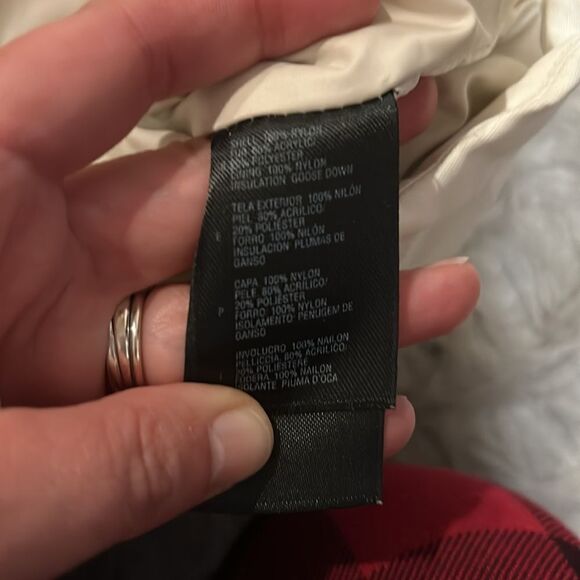 SHELL 100% NYLON
FUR 80% ACRYLIC/
20% POLYESTER
LINING 100% NYLON
INSULATION GOOSE DOWN
TELA EXTERIOR 100% NILÓN
PIEL 80% ACRÍLICO/
20% POLIÉSTER
E FORRO 100% NILÓN
INSULACION PLUMAS DE
GANSO
CAPA 100% NYLON
PELE 80% ACRÍLICO/
20% POLIÉSTER
P FORRO 100% NYLON
ISOLAMENTO PENUGEM DE
GANSO
INVOLUCRO 100% NAILON
PELLICCIA, 80% ACRILICO/
20% POLIESTERE
I FODERA 100% NAILON
ISOLANTE PIUMA D'OCA